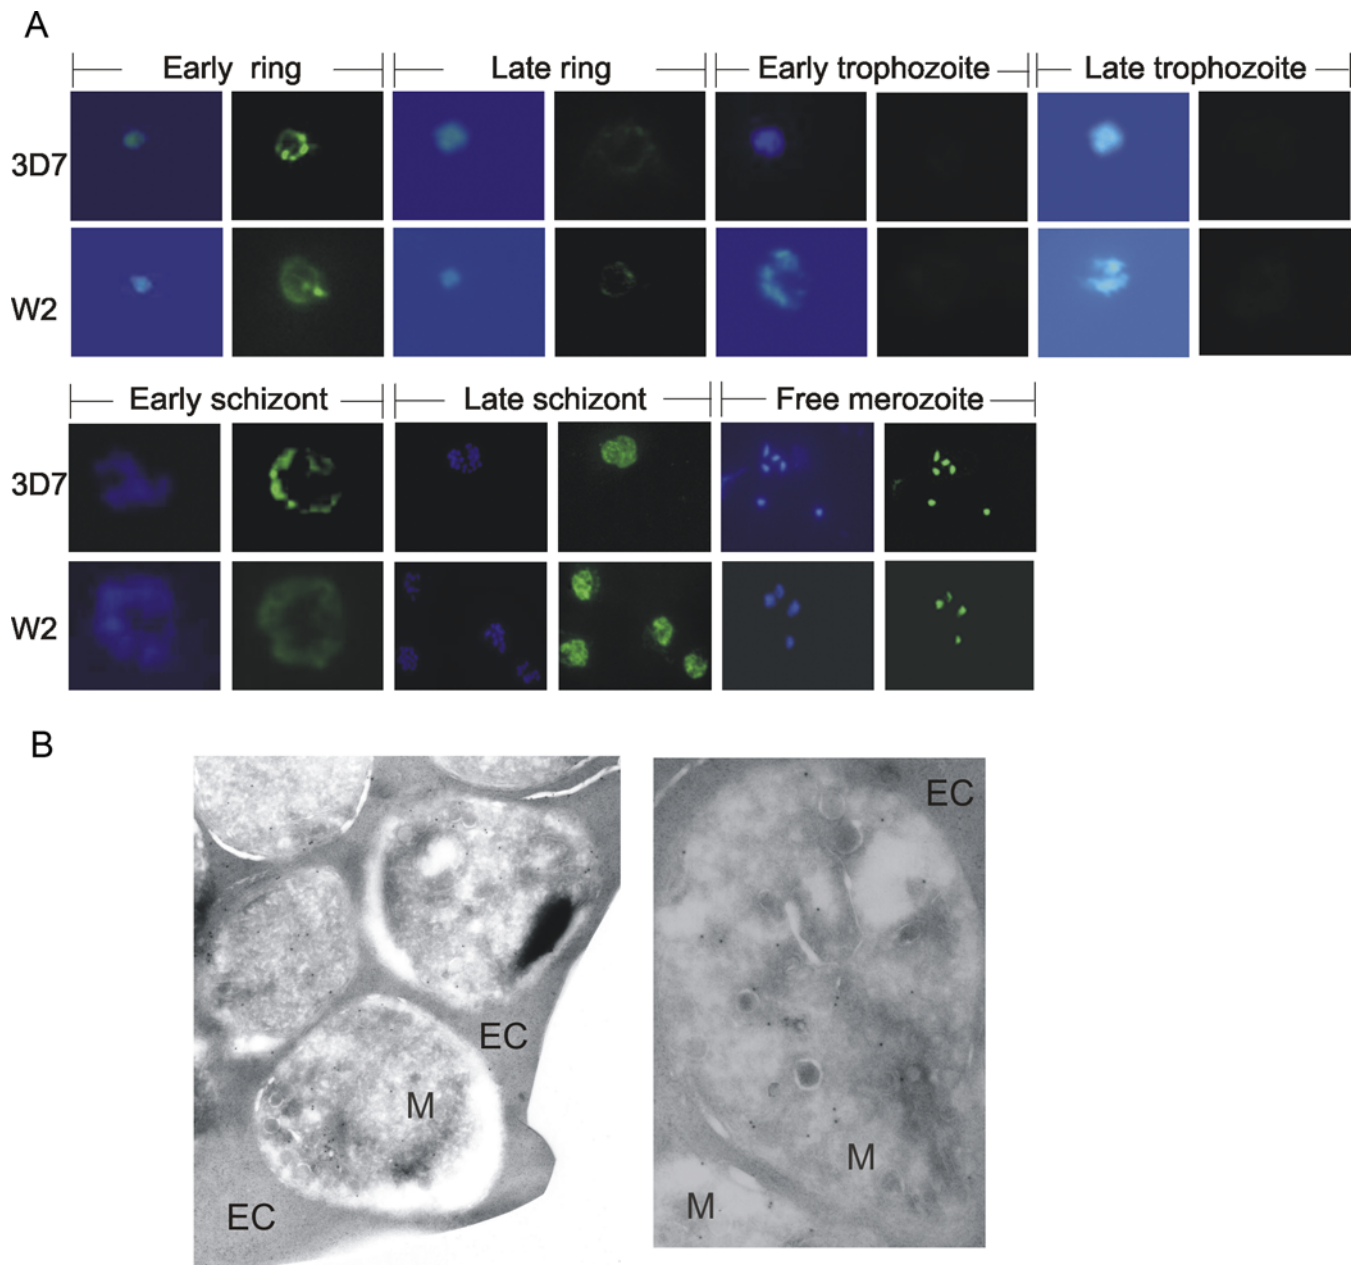 A
Early ring Late ring Early trophozoite Late trophozoite
3D7
W2
Early schizont Late schizont Free merozoite
3D7
W2
B
EC
EC
M
M
M
EC